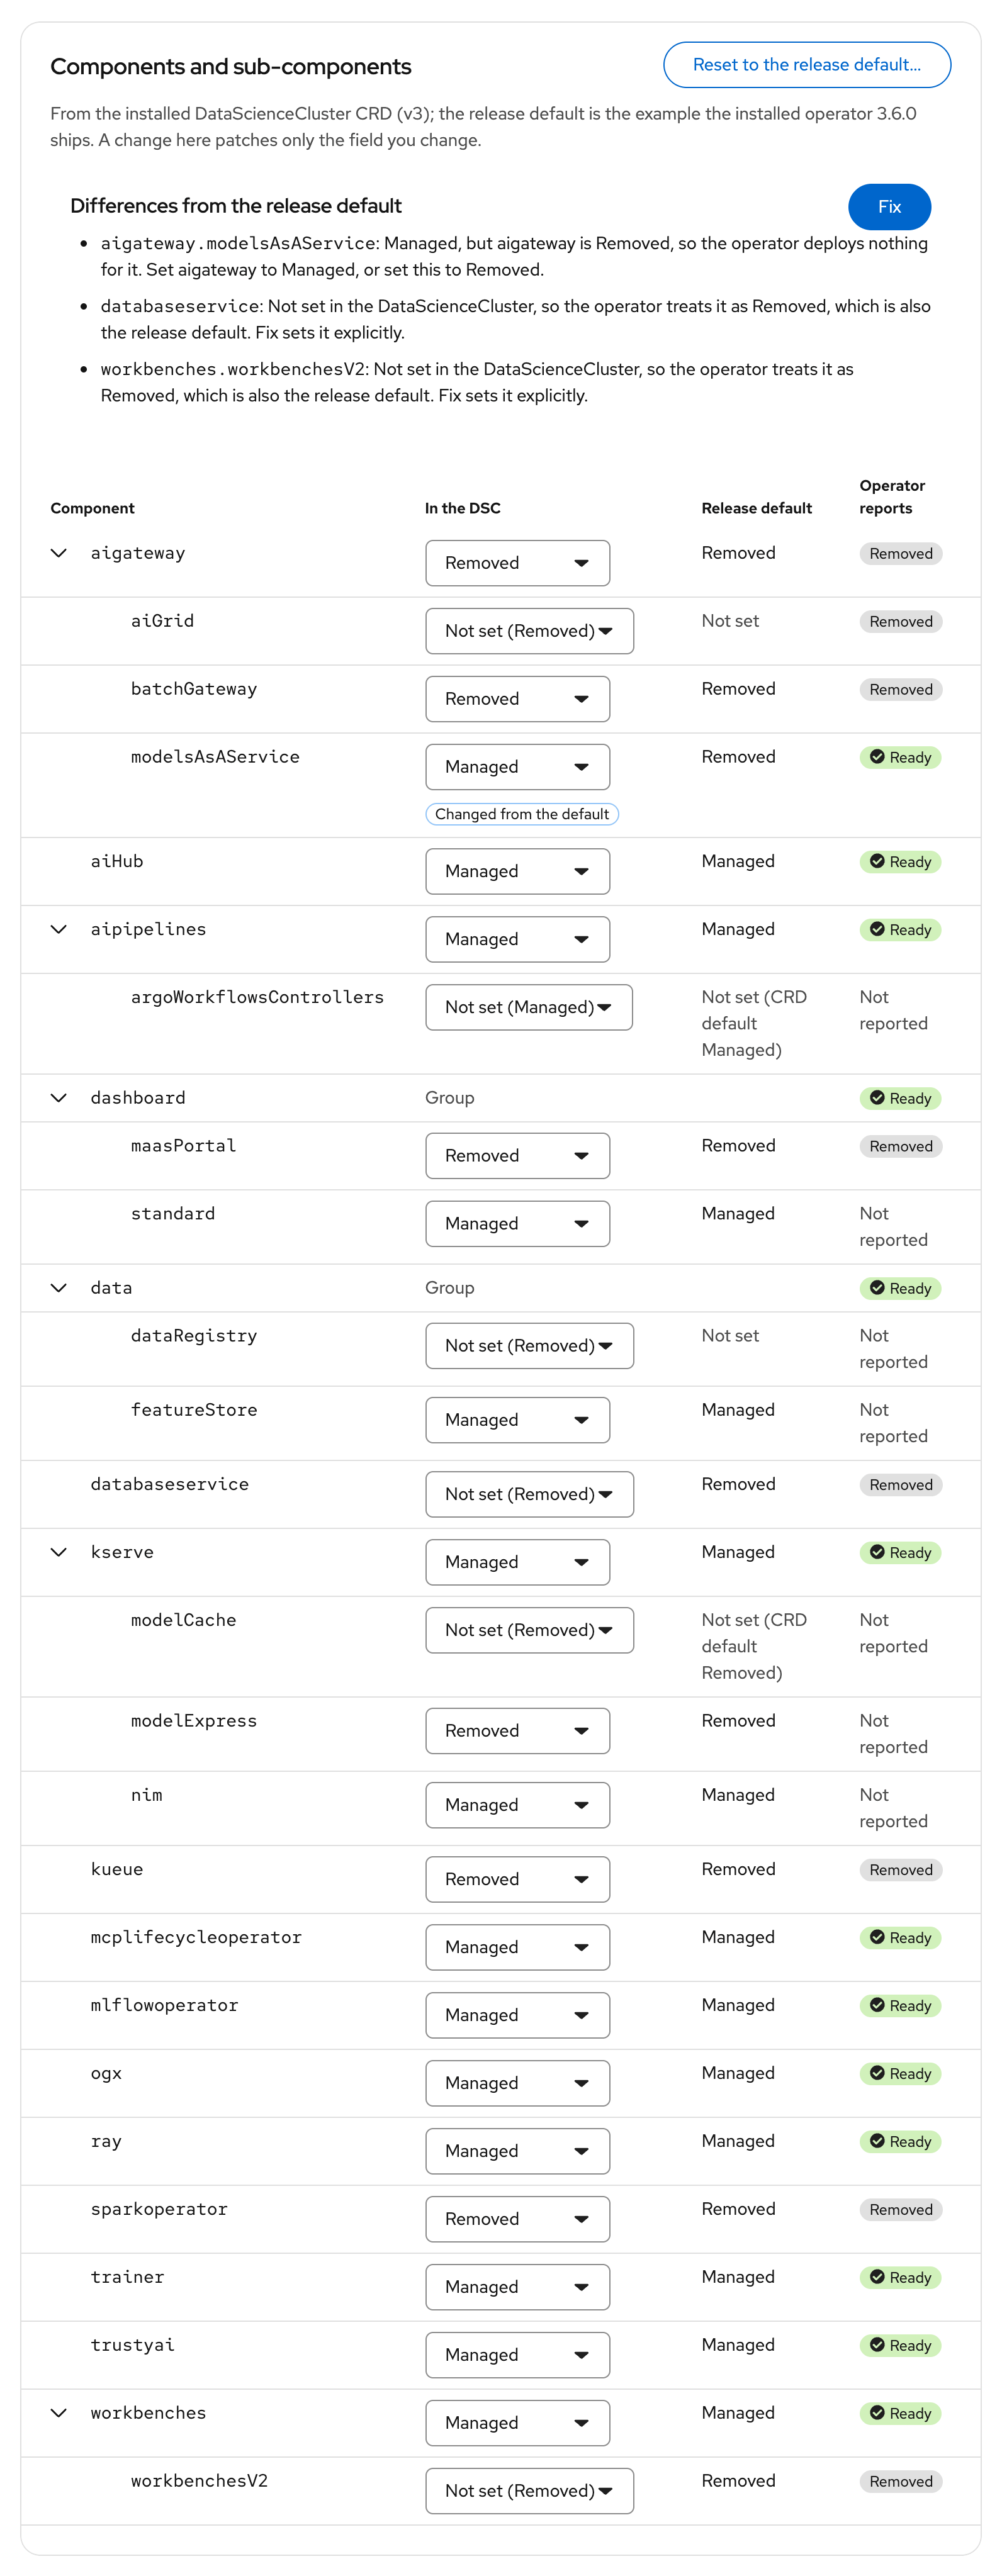 Components and sub-components
Reset to the release default...
From the installed DataScienceCluster CRD (v3); the release default is the example the installed operator 3.6.0
ships. A change here patches only the field you change.
Differences from the release default
Fix
• aigateway.modelsAsAService: Managed, but aigateway is Removed, so the operator deploys nothing
for it. Set aigateway to Managed, or set this to Removed.
• databaseservice: Not set in the DataScienceCluster, so the operator treats it as Removed, which is also
the release default. Fix sets it explicitly.
• workbenches.workbenchesV2: Not set in the DataScienceCluster, so the operator treats it as
Removed, which is also the release default. Fix sets it explicitly.
Component In the DSC Release default Operator
reports
aigateway Removed Removed Removed
aiGrid Not set (Removed) Not set Removed
batchGateway Removed Removed Removed
modelsAsAService Managed Removed Ready
Changed from the default
aiHub Managed Managed Ready
aipipelines Managed Managed Ready
argoWorkflowsControllers Not set (Managed) Not set (CRD Not
default reported
Managed)
dashboard Group Ready
maasPortal Removed Removed Removed
standard Managed Managed Not
reported
data Group Ready
dataRegistry Not set (Removed) Not set Not
reported
featureStore Managed Managed Not
reported
databaseservice Not set (Removed) Removed Removed
kserve Managed Managed Ready
modelCache Not set (Removed) Not set (CRD Not
default reported
Removed)
modelExpress Removed Removed Not
reported
nim Managed Managed Not
reported
kueue Removed Removed Removed
mcplifecycleoperator Managed Managed Ready
mlflowoperator Managed Managed Ready
ogx Managed Managed Ready
ray Managed Managed Ready
sparkoperator Removed Removed Removed
trainer Managed Managed Ready
trustyai Managed Managed Ready
workbenches Managed Managed Ready
workbenchesV2 Not set (Removed) Removed Removed